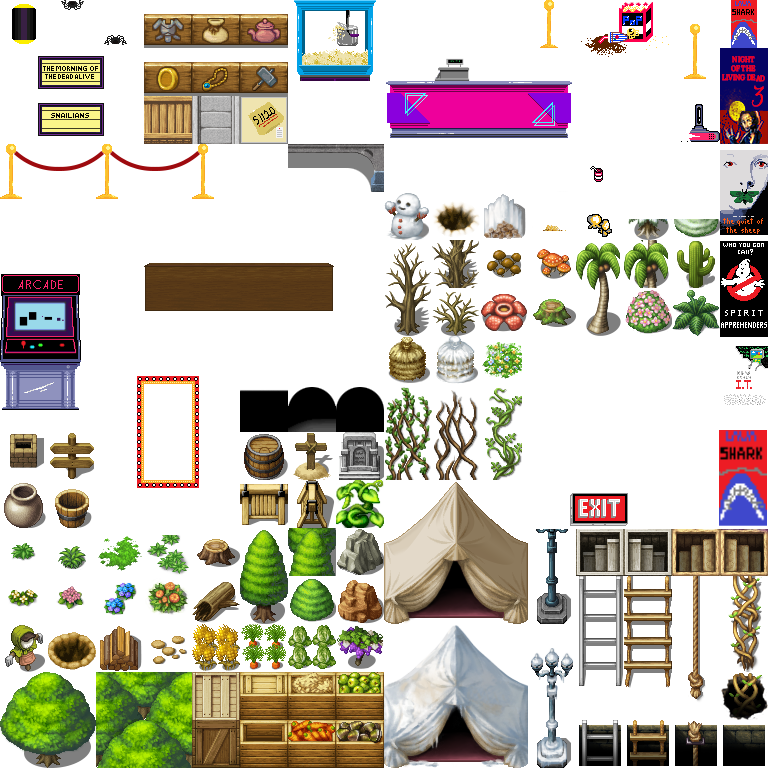 SHARK
NIGHT
OF THE
LIVING DEAD
3
THE MORNING OF
THE DEAD ALIVE
SNAILIANS
$1120
the quiet of
the sheep
WHO YOU GON
CALL?
SPIRIT
APPREHENDERS
ARCADE
I.T.
SHARK
EXIT